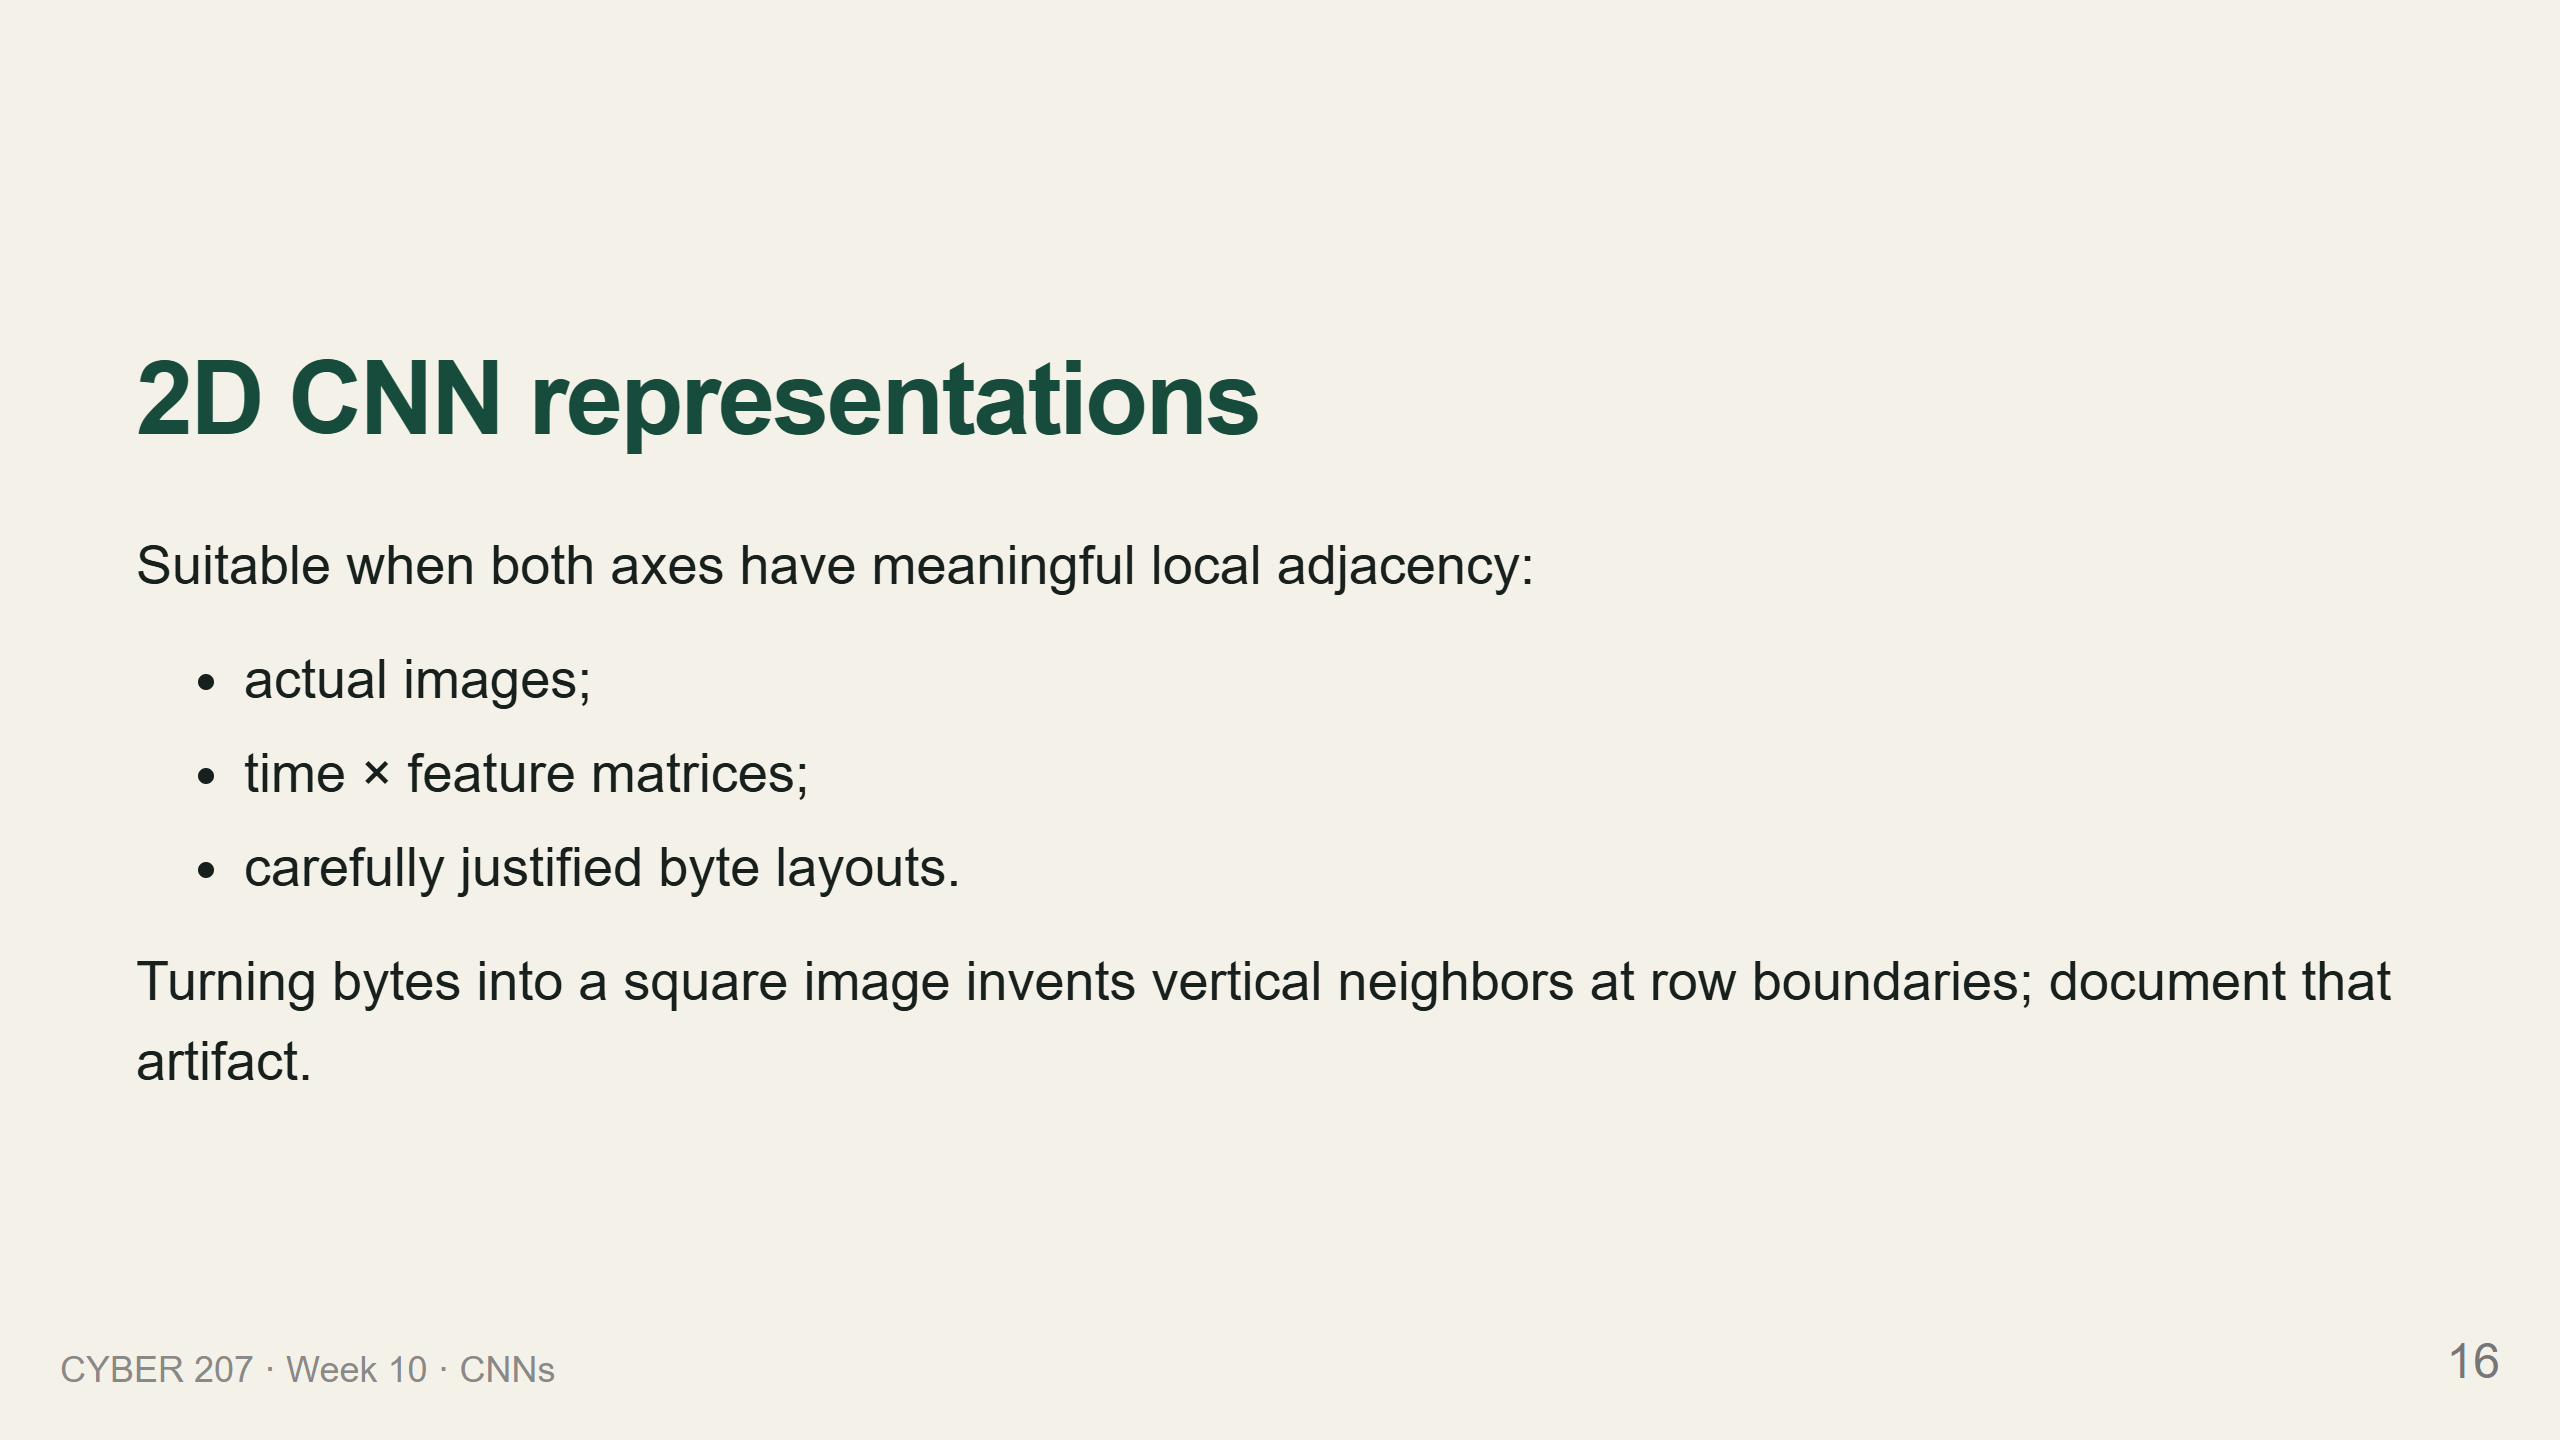 2D CNN representations
Suitable when both axes have meaningful local adjacency:
• actual images;
• time × feature matrices;
• carefully justified byte layouts.
Turning bytes into a square image invents vertical neighbors at row boundaries; document that
artifact.
CYBER 207 · Week 10 · CNNs
16